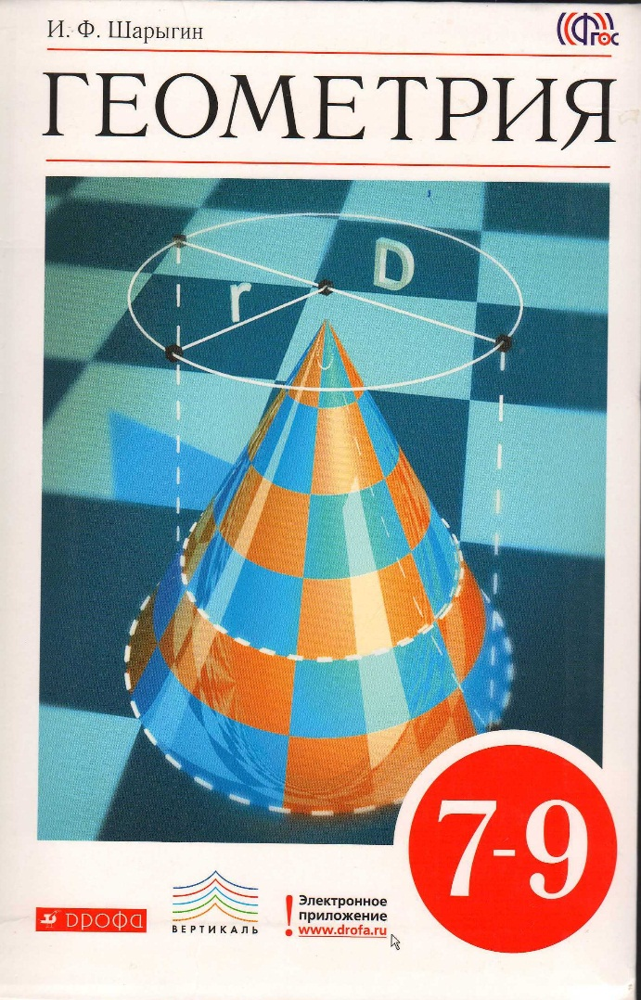 И. Ф. Шарыгин
ФГОС
ГЕОМЕТРИЯ
D
r
7-9
дрофа
ВЕРТИКАЛЬ
! Электронное
приложение
www.drofa.ru